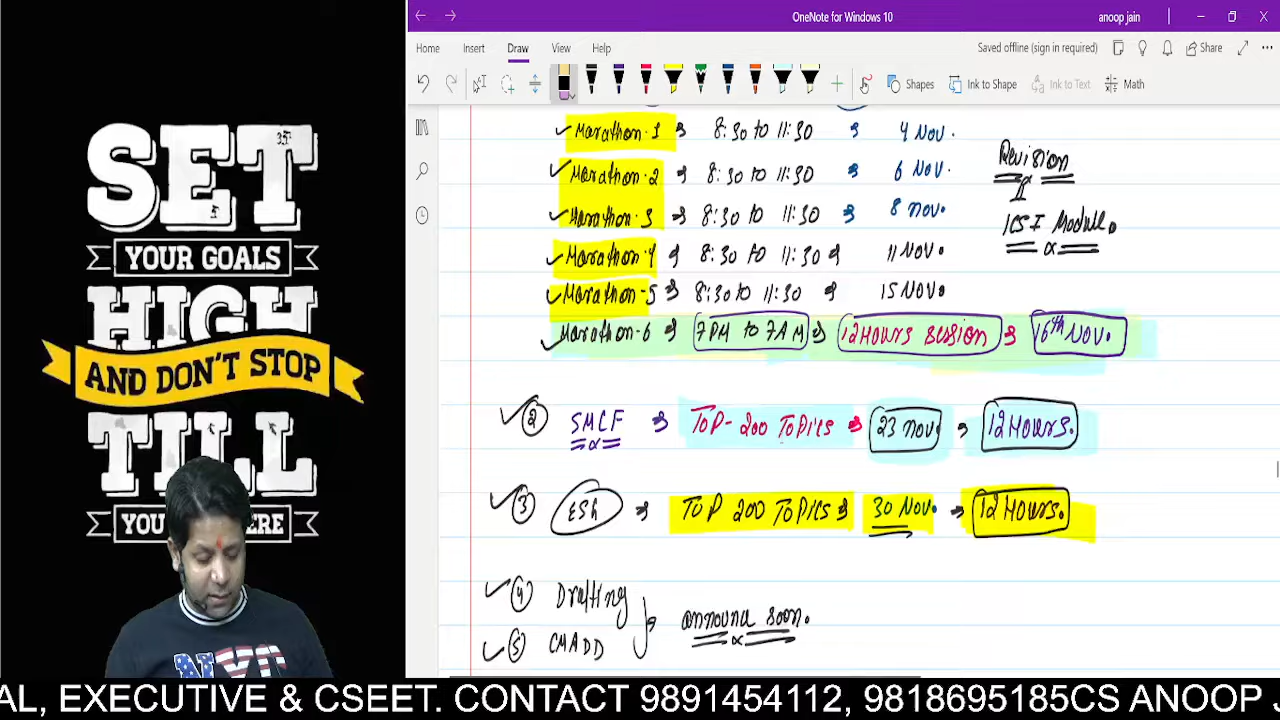 SET
YOUR GOALS
HIGH
AND DON'T STOP
TILL
OneNote for Windows 10
anoop jain
Home Insert Draw View Help
Saved offline (sign in required)
Share
Shapes
Ink to Shape
Ink to Text
Math
Marathon-1 8:30 to 11:30 4 Nov.
Marathon-2 8:30 to 11:30 6 Nov.
Marathon-3 8:30 to 11:30 8 Nov.
Marathon-4 8:30 to 11:30 11 Nov.
Marathon-5 8:30 to 11:30 15 Nov.
Marathon-6 7PM to 7AM 12 Hours session 16th Nov.
Revision
ICSI Module.
2 SMCF Top-200 Topics 23 Nov. 12 Hours.
3 Top 200 Topics 30 Nov. 12 Hours.
4 Drafting
5 CMADD
announce soon.
AL, EXECUTIVE & CSEET. CONTACT 9891454112, 9818695185CS ANOOP J